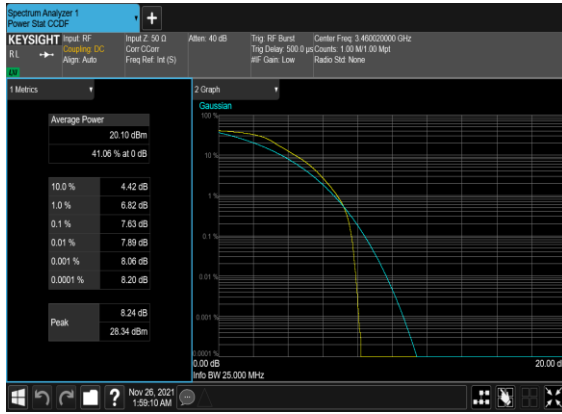 Spectrum Analyzer 1
Power Stat CCDF
KEYSIGHT
RL
LU
Input: RF
Coupling: DC
Align: Auto
Input Z: 50 Ω
Corr CCorr
Freq Ref: Int (S)
Atten: 40 dB
Trig: RF Burst
Trig Delay: 500.0 µs
#IF Gain: Low
Center Freq: 3.460020000 GHz
Counts: 1.00 M/1.00 Mpt
Radio Std: None
1 Metrics
Average Power
20.10 dBm
41.06 % at 0 dB
10.0 % 4.42 dB
1.0 % 6.82 dB
0.1 % 7.63 dB
0.01 % 7.89 dB
0.001 % 8.06 dB
0.0001 % 8.20 dB
Peak
8.24 dB
28.34 dBm
2 Graph
Gaussian
100 %
10 %
1 %
0.1 %
0.01 %
0.001 %
0.0001 %
0.00 dB
20.00 dB
Info BW 25.000 MHz
?
Nov 26, 2021
1:59:10 AM